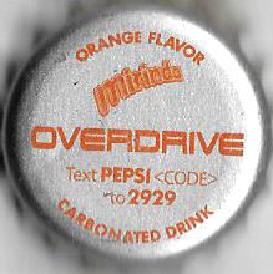 ORANGE FLAVOR
mirinda
OVERDRIVE
Text PEPSI <CODE>
to 2929
CARBONATED DRINK